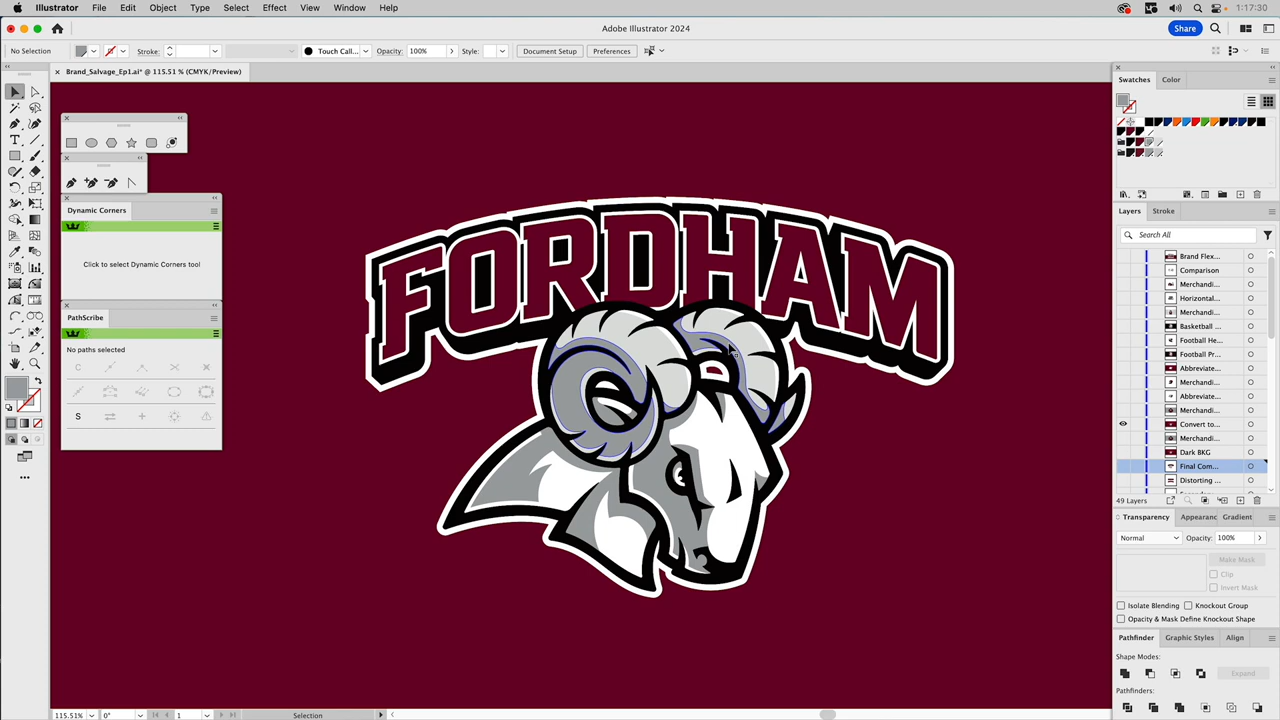 Illustrator File Edit Object Type Select Effect View Window Help 1:17:30
Adobe Illustrator 2024
Share
No Selection Stroke: Touch Call... Opacity: 100% Style: Document Setup Preferences
Brand_Salvage_Ep1.ai* @ 115.51 % (CMYK/Preview)
Swatches Color
Dynamic Corners
Click to select Dynamic Corners tool
PathScribe
No paths selected
FORDHAM
Layers Stroke
Search All
Brand Flex...
Comparison
Merchandi...
Horizontal...
Merchandi...
Basketball ...
Football He...
Football Pr...
Abbreviate...
Merchandi...
Abbreviate...
Merchandi...
Convert to...
Merchandi...
Dark BKG
Final Com...
Distorting ...
49 Layers
Transparency Appearanc Gradient
Normal Opacity: 100%
Make Mask
Clip
Invert Mask
Isolate Blending Knockout Group
Opacity & Mask Define Knockout Shape
Pathfinder Graphic Styles Align
Shape Modes:
Expand
Pathfinders:
115.51% 0° 1 Selection